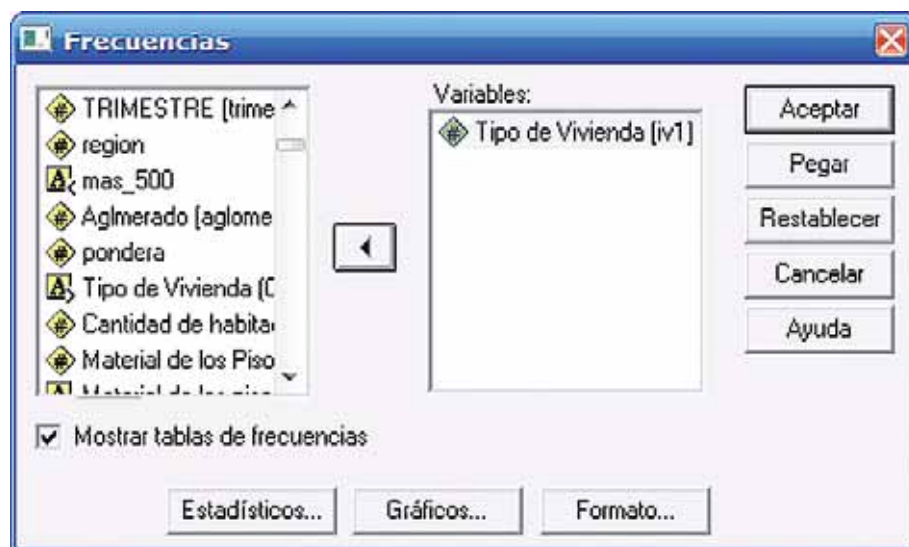 Frecuencias
TRIMESTRE (trime
region
mas_500
Aglmerado (aglome
pondera
Tipo de Vivienda (C
Cantidad de habita
Material de los Piso
Variables:
Tipo de Vivienda [iv1]
Aceptar
Pegar
Restablecer
Cancelar
Ayuda
Mostrar tablas de frecuencias
Estadísticos...
Gráficos...
Formato...